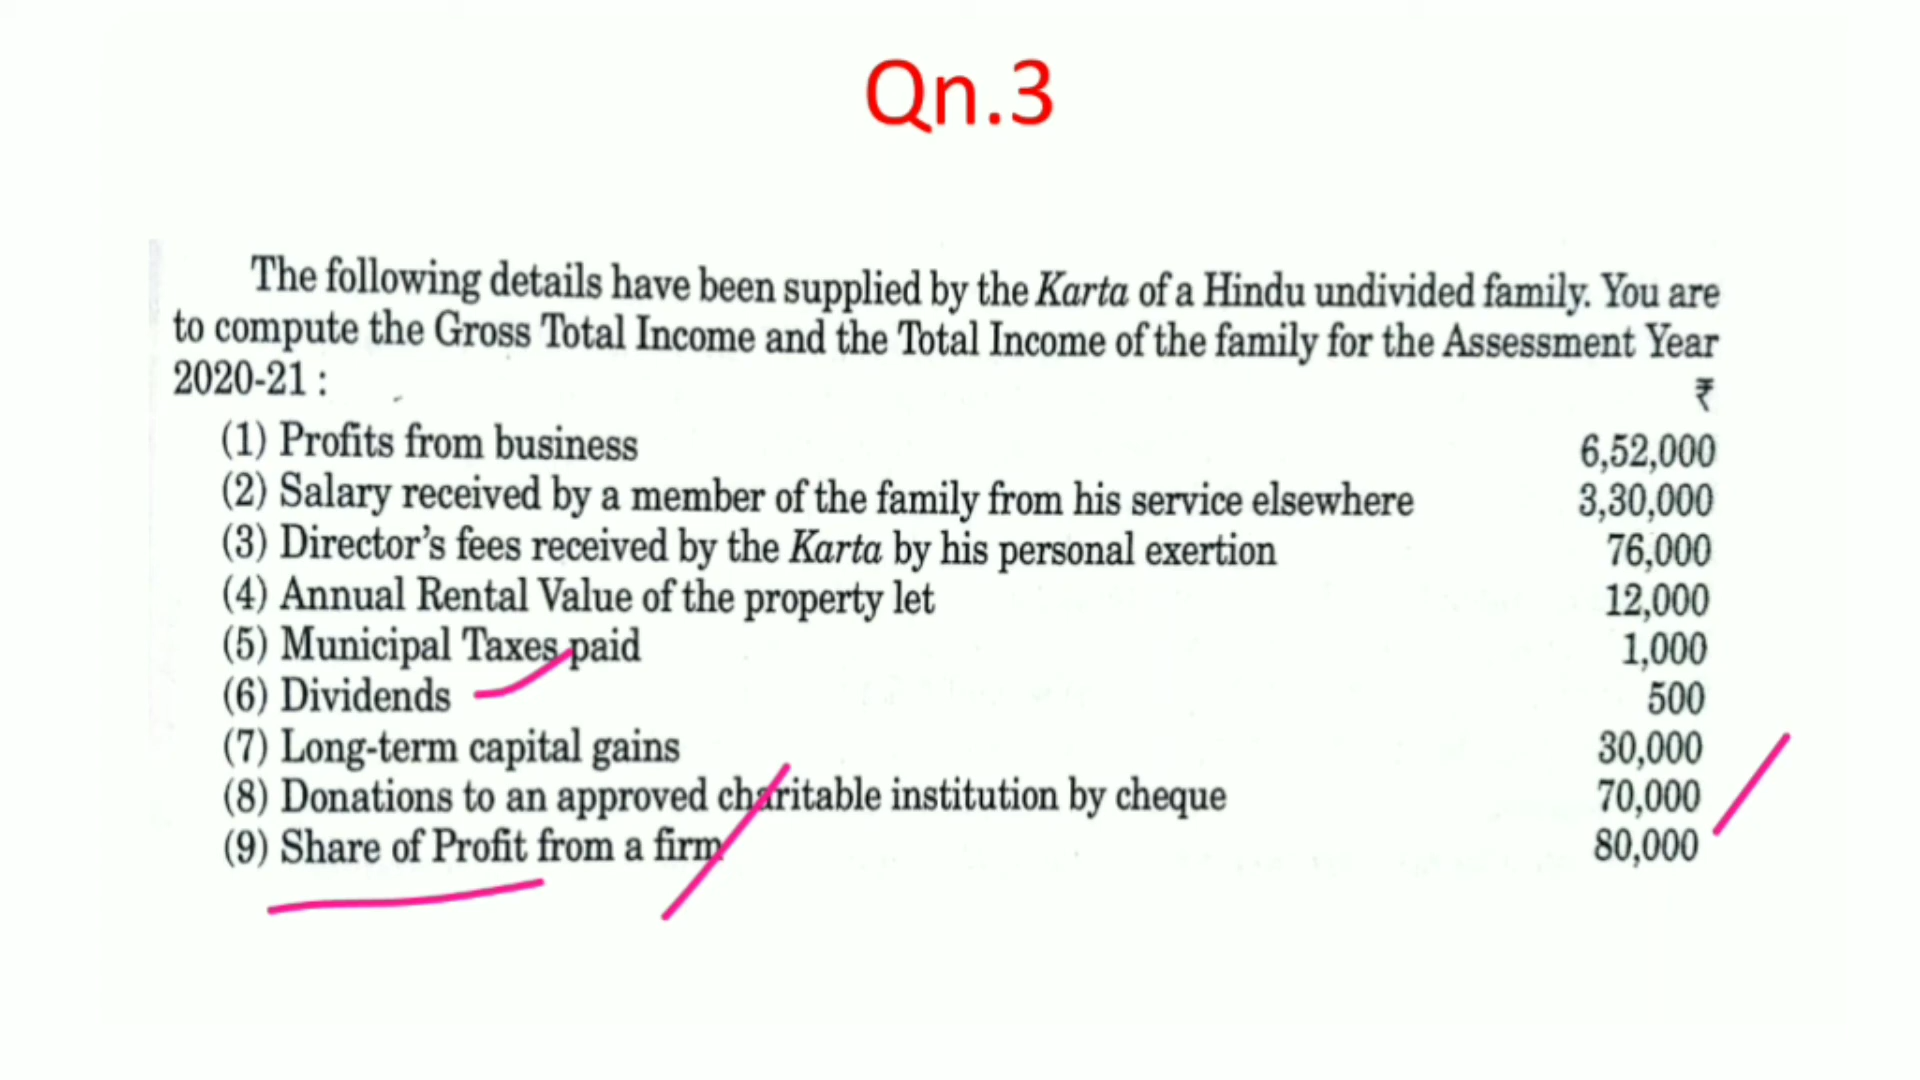 Qn.3
The following details have been supplied by the Karta of a Hindu undivided family. You are
to compute the Gross Total Income and the Total Income of the family for the Assessment Year
2020-21 :
₹
(1) Profits from business 6,52,000
(2) Salary received by a member of the family from his service elsewhere 3,30,000
(3) Director's fees received by the Karta by his personal exertion 76,000
(4) Annual Rental Value of the property let 12,000
(5) Municipal Taxes paid 1,000
(6) Dividends 500
(7) Long-term capital gains 30,000
(8) Donations to an approved charitable institution by cheque 70,000
(9) Share of Profit from a firm 80,000